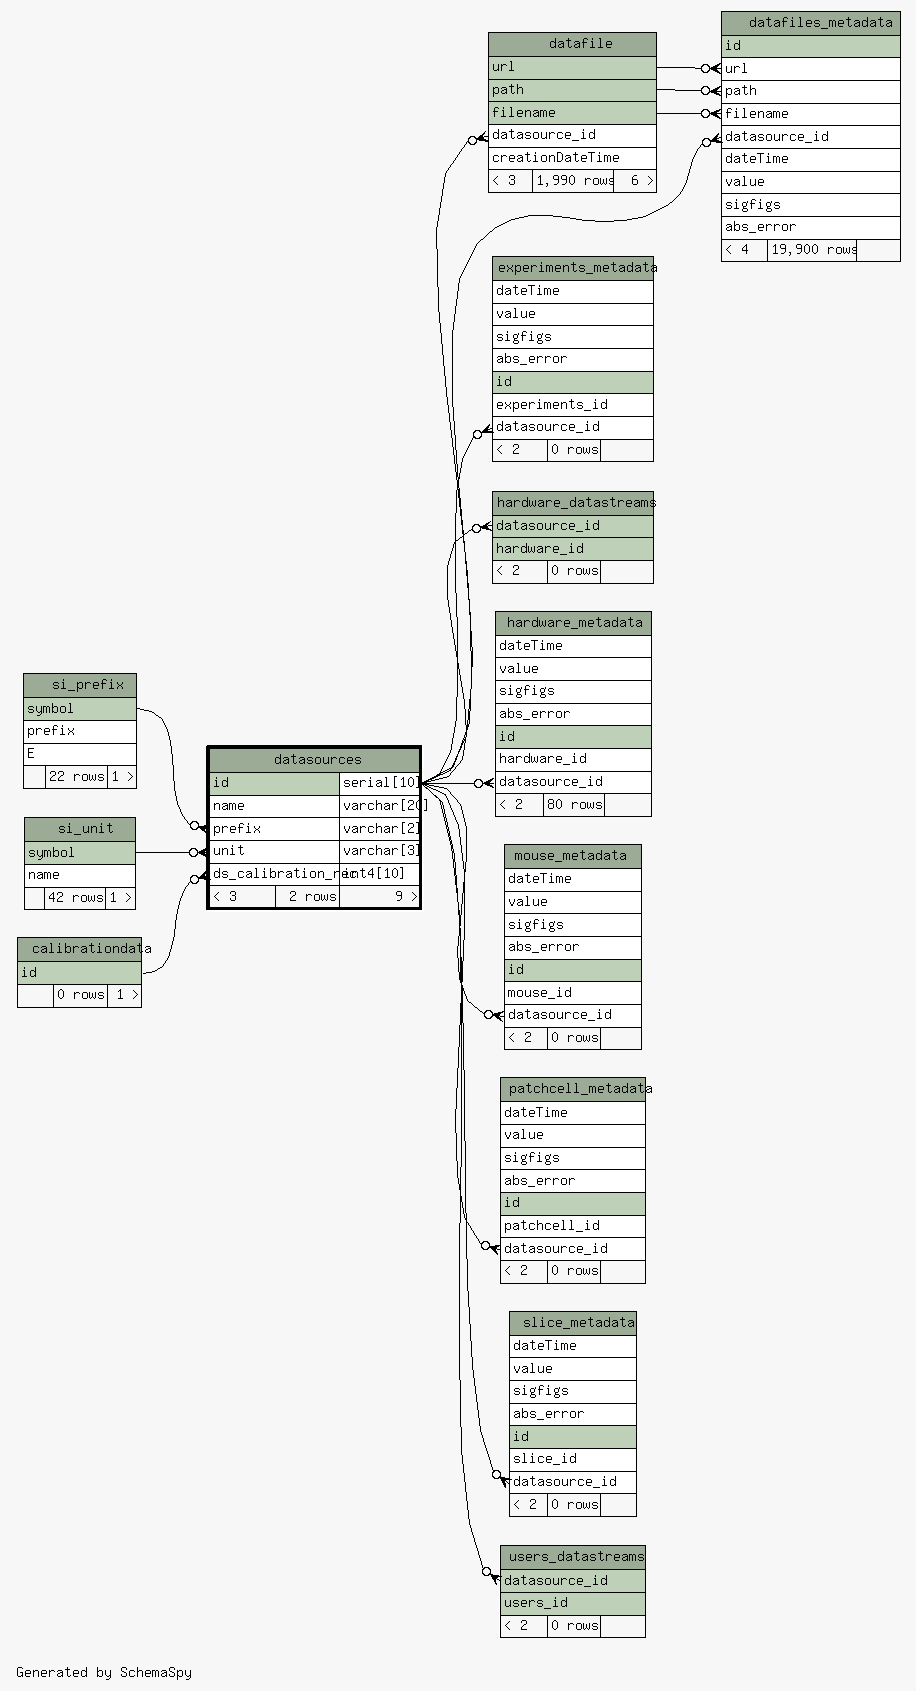 datafile
url
path
filename
datasource_id
creationDateTime
< 3 1,990 rows 6 >
datafiles_metadata
id
url
path
filename
datasource_id
dateTime
value
sigfigs
abs_error
< 4 19,900 rows
experiments_metadata
dateTime
value
sigfigs
abs_error
id
experiments_id
datasource_id
< 2 0 rows
hardware_datastreams
datasource_id
hardware_id
< 2 0 rows
hardware_metadata
dateTime
value
sigfigs
abs_error
id
hardware_id
datasource_id
< 2 80 rows
si_prefix
symbol
prefix
E
22 rows 1 >
si_unit
symbol
name
42 rows 1 >
calibrationdata
id
0 rows 1 >
datasources
id serial[10]
name varchar[20]
prefix varchar[2]
unit varchar[3]
ds_calibration_rec int4[10]
< 3 2 rows 9 >
mouse_metadata
dateTime
value
sigfigs
abs_error
id
mouse_id
datasource_id
< 2 0 rows
patchcell_metadata
dateTime
value
sigfigs
abs_error
id
patchcell_id
datasource_id
< 2 0 rows
slice_metadata
dateTime
value
sigfigs
abs_error
id
slice_id
datasource_id
< 2 0 rows
users_datastreams
datasource_id
users_id
< 2 0 rows
Generated by SchemaSpy